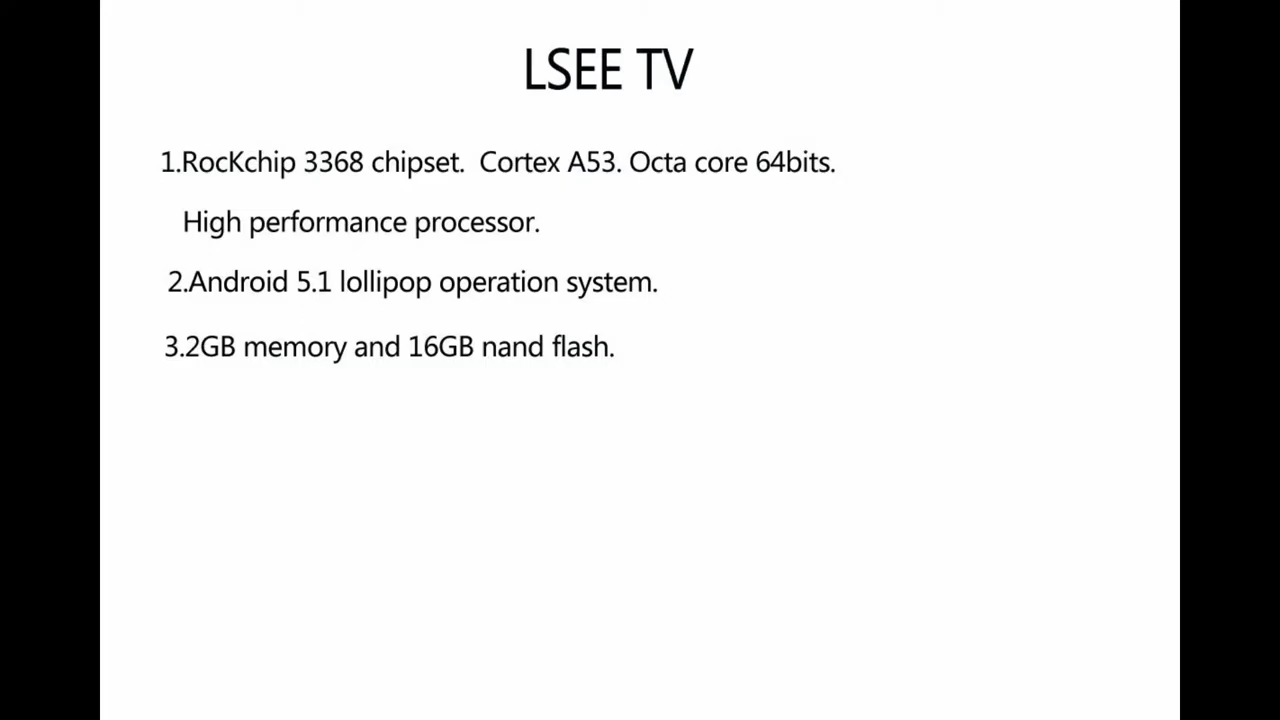 LSEE TV
1.RocKchip 3368 chipset.  Cortex A53. Octa core 64bits.
High performance processor.
2.Android 5.1 lollipop operation system.
3.2GB memory and 16GB nand flash.